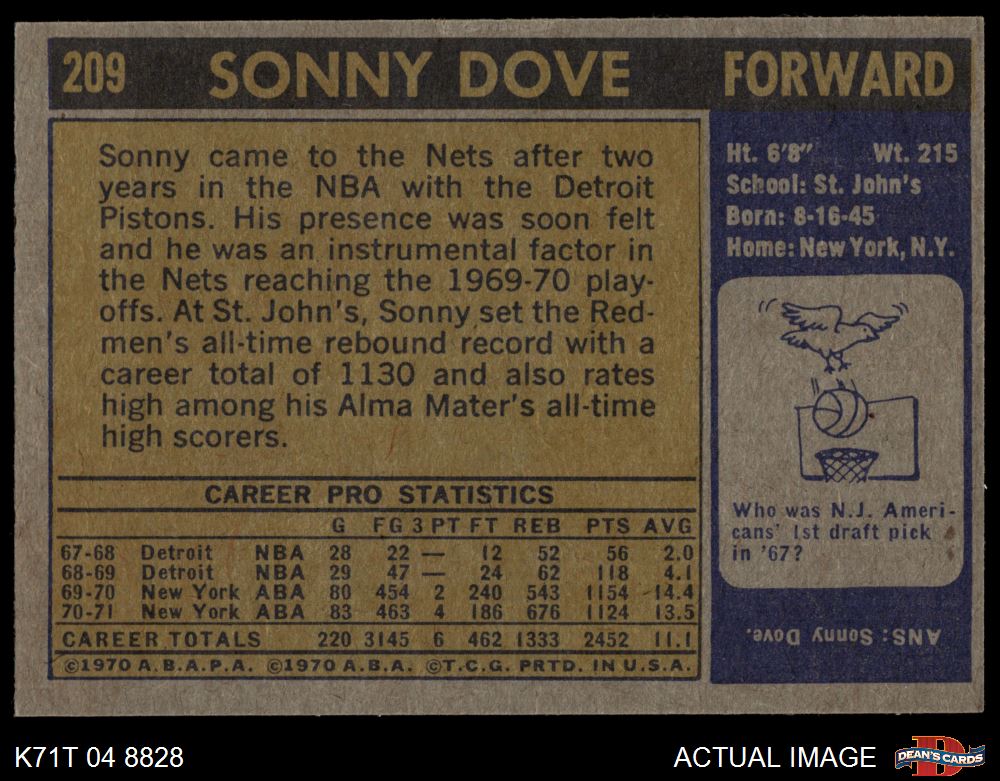 209 SONNY DOVE FORWARD
Sonny came to the Nets after two
years in the NBA with the Detroit
Pistons. His presence was soon felt
and he was an instrumental factor in
the Nets reaching the 1969-70 play-
offs. At St. John's, Sonny set the Red-
men's all-time rebound record with a
career total of 1130 and also rates
high among his Alma Mater's all-time
high scorers.
CAREER PRO STATISTICS
G FG 3 PT FT REB PTS AVG
67-68 Detroit NBA 28 22 — 12 52 56 2.0
68-69 Detroit NBA 29 47 — 24 62 118 4.1
69-70 New York ABA 80 454 2 240 543 1154 14.4
70-71 New York ABA 83 463 4 186 676 1124 13.5
CAREER TOTALS 220 3145 6 462 1333 2452 11.1
©1970 A.B.A.P.A. ©1970 A.B.A. ©T.C.G. PRTD. IN U.S.A.
Ht. 6'8" Wt. 215
School: St. John's
Born: 8-16-45
Home: New York, N.Y.
Who was N.J. Ameri-
cans' 1st draft pick
in '67?
ANS: Sonny Dove.
K71T 04 8828 ACTUAL IMAGE
D
DEAN'S CARDS